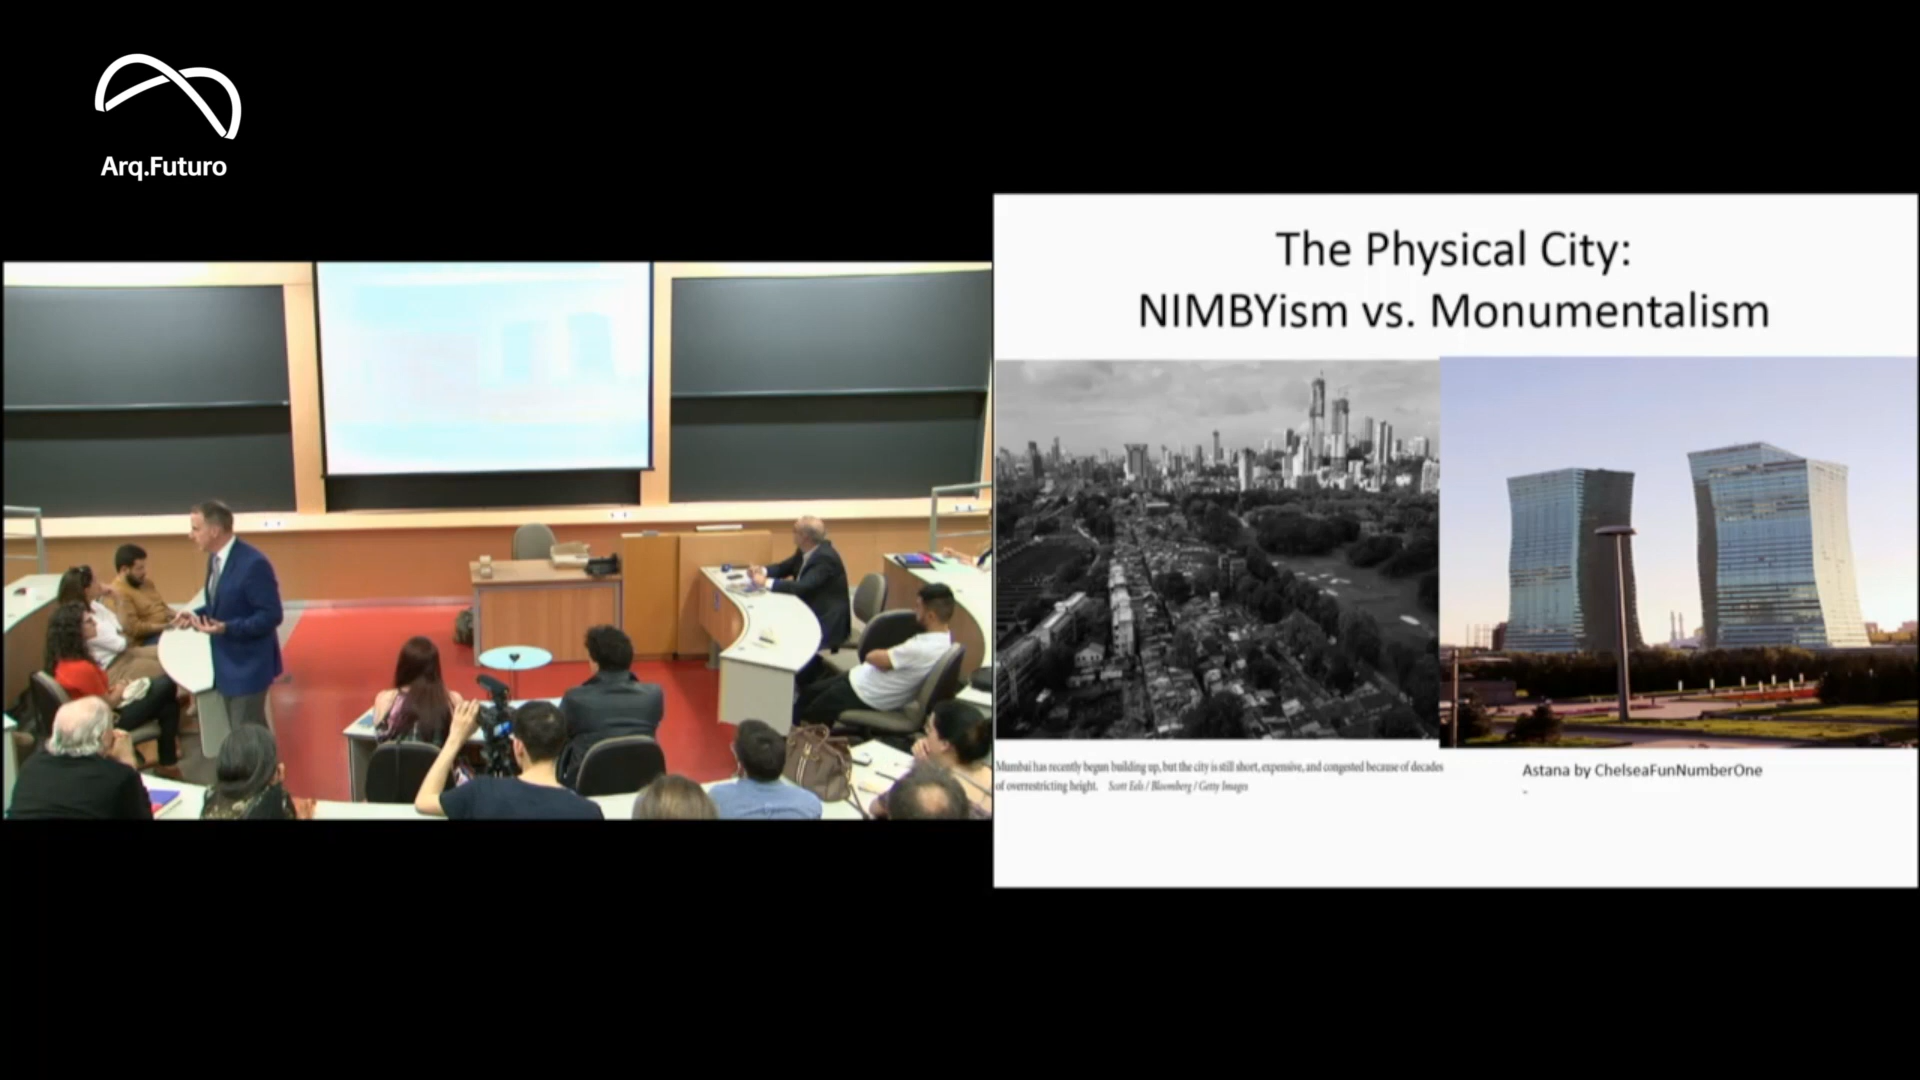 Arq.Futuro
The Physical City:
NIMBYism vs. Monumentalism
Mumbai has recently begun building up, but the city is still short, expensive, and congested because of decades
of overrestricting height. Scott Eels / Bloomberg / Getty Images
Astana by ChelseaFunNumberOne